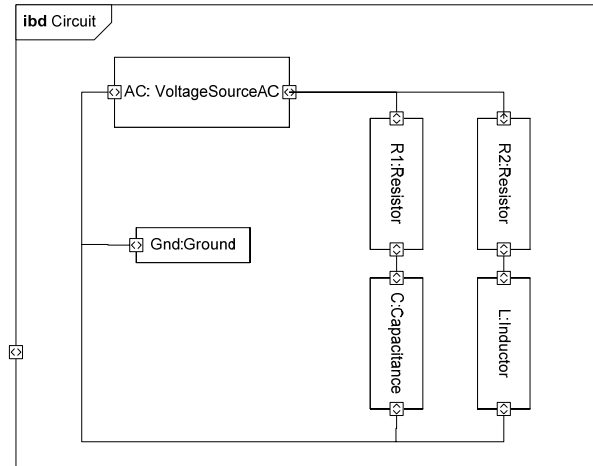 ibd Circuit
AC: VoltageSourceAC
R1:Resistor
R2:Resistor
Gnd:Ground
C:Capacitance
L:Inductor